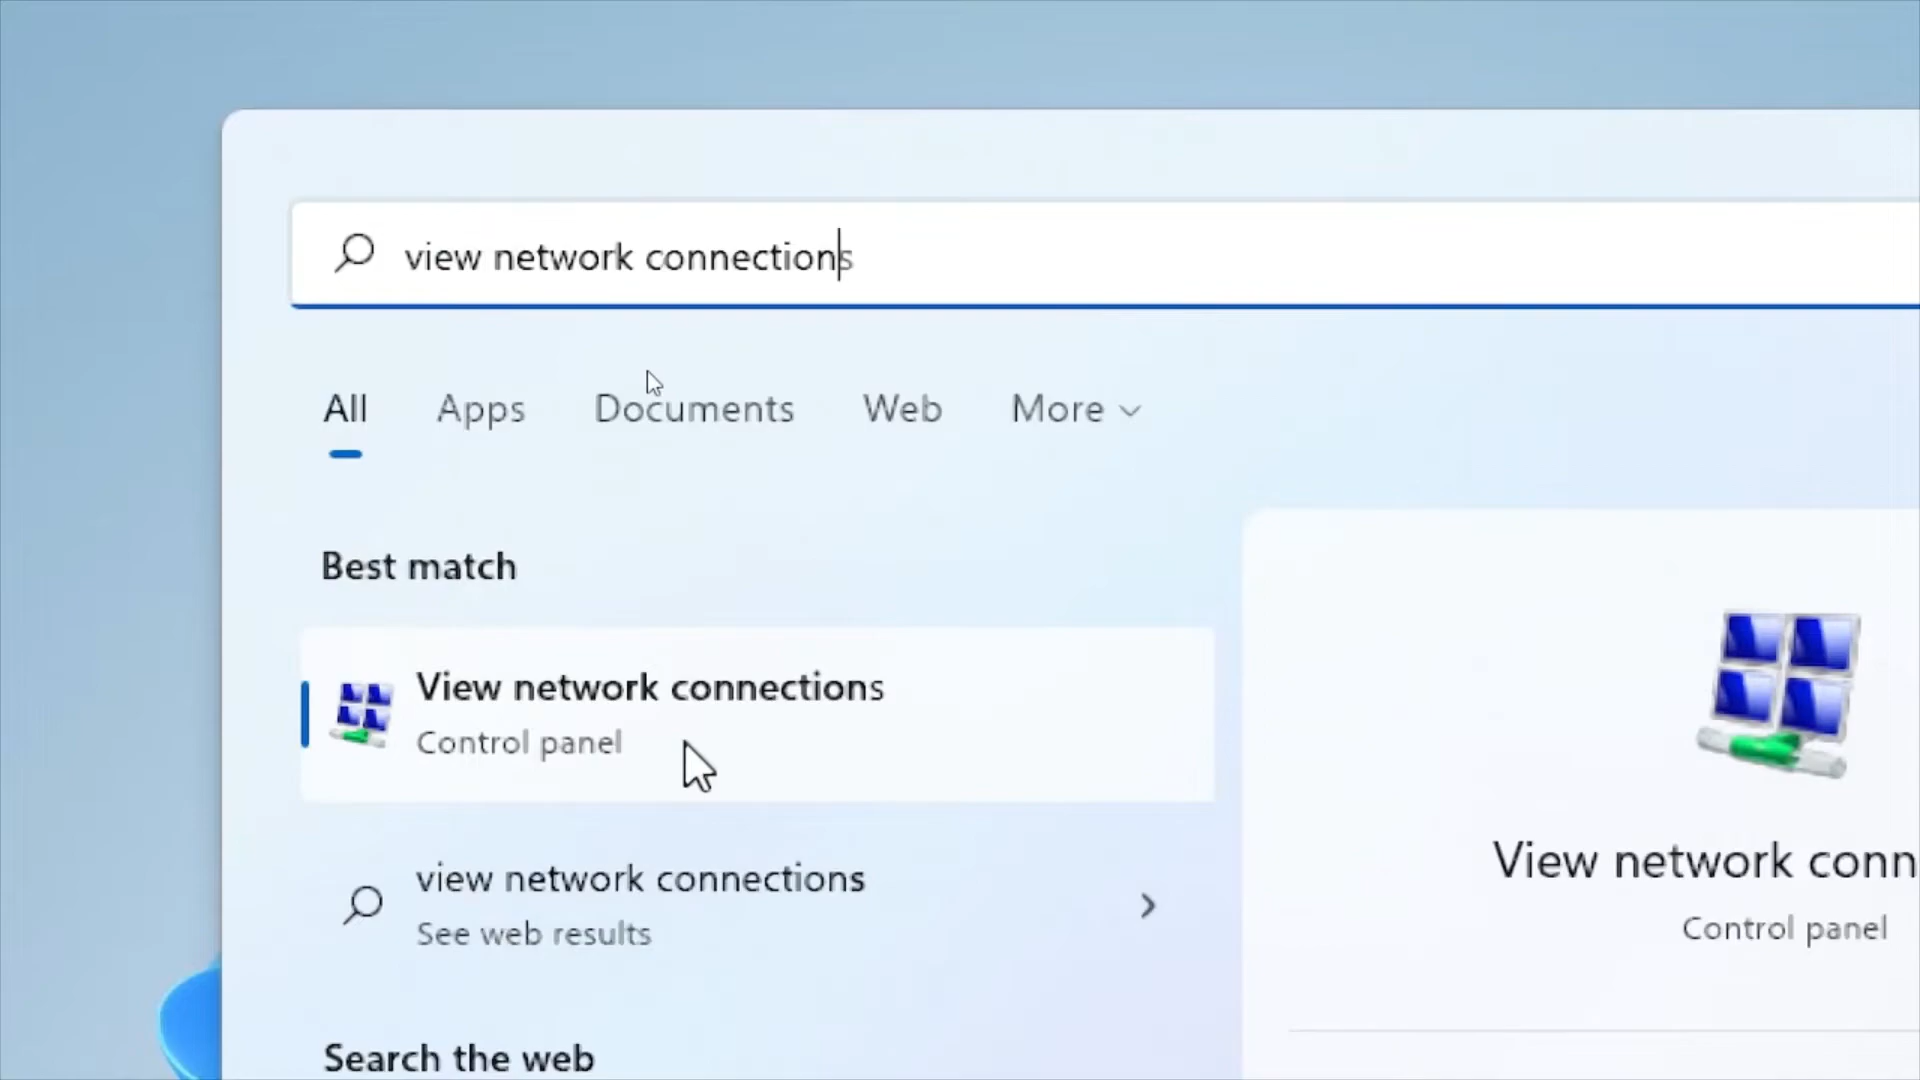 view network connections
All Apps Documents Web More
Best match
View network connections
Control panel
view network connections
See web results
Search the web
View network conn
Control panel